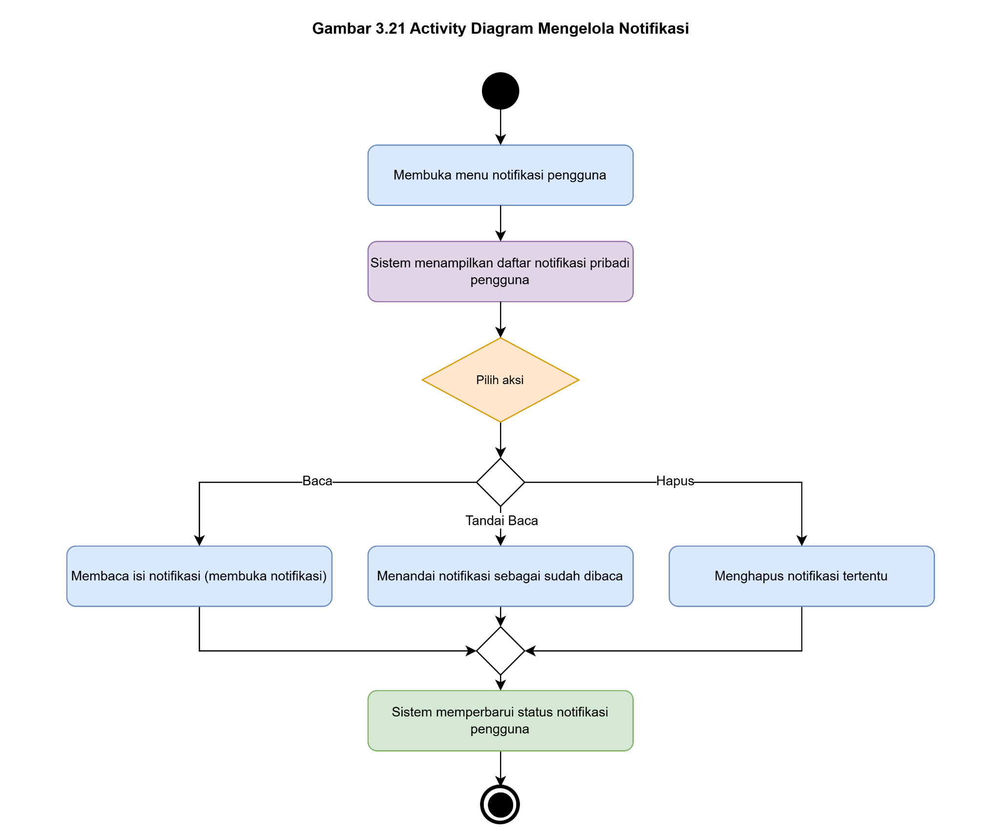 Gambar 3.21 Activity Diagram Mengelola Notifikasi
Membuka menu notifikasi pengguna
Sistem menampilkan daftar notifikasi pribadi
pengguna
Pilih aksi
Baca
Hapus
Tandai Baca
Membaca isi notifikasi (membuka notifikasi)
Menandai notifikasi sebagai sudah dibaca
Menghapus notifikasi tertentu
Sistem memperbarui status notifikasi
pengguna